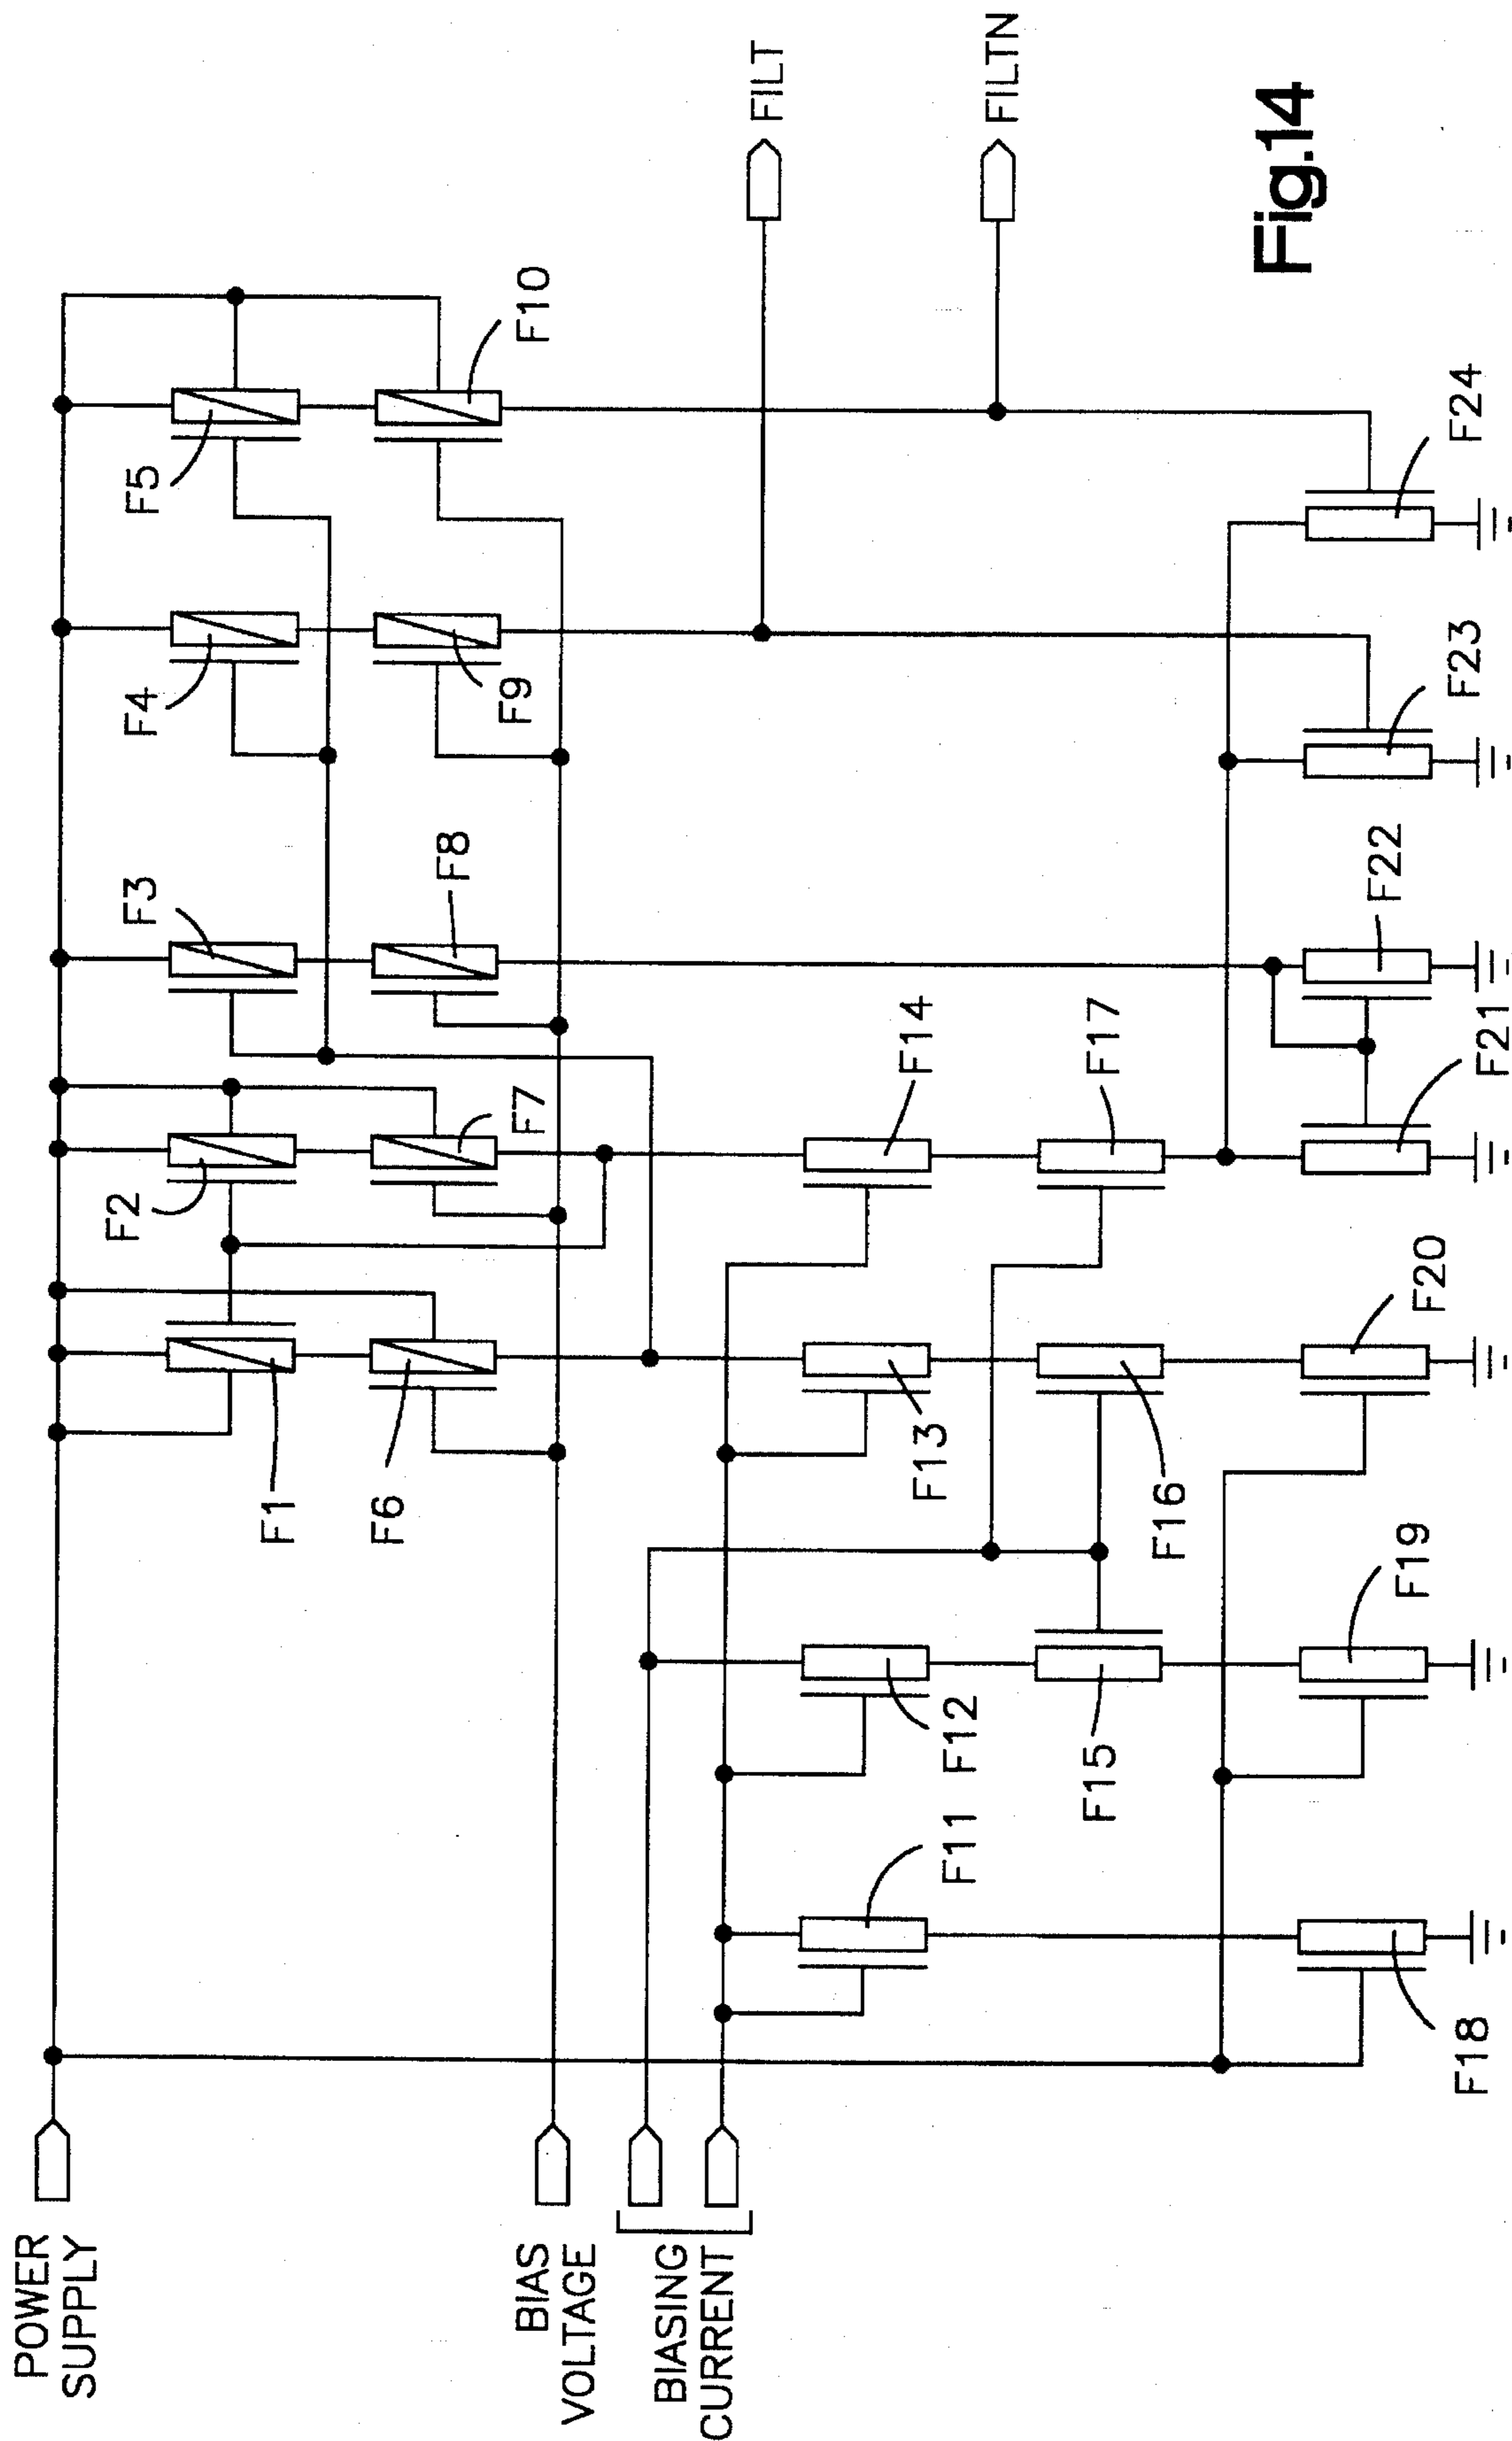 POWER
SUPPLY
BIAS
VOLTAGE
BIASING
CURRENT
F1
F2
F3
F4
F5
F6
F7
F8
F9
F10
F11
F12
F13
F14
F15
F16
F17
F18
F19
F20
F21
F22
F23
F24
FILT
FILTN
Fig.14